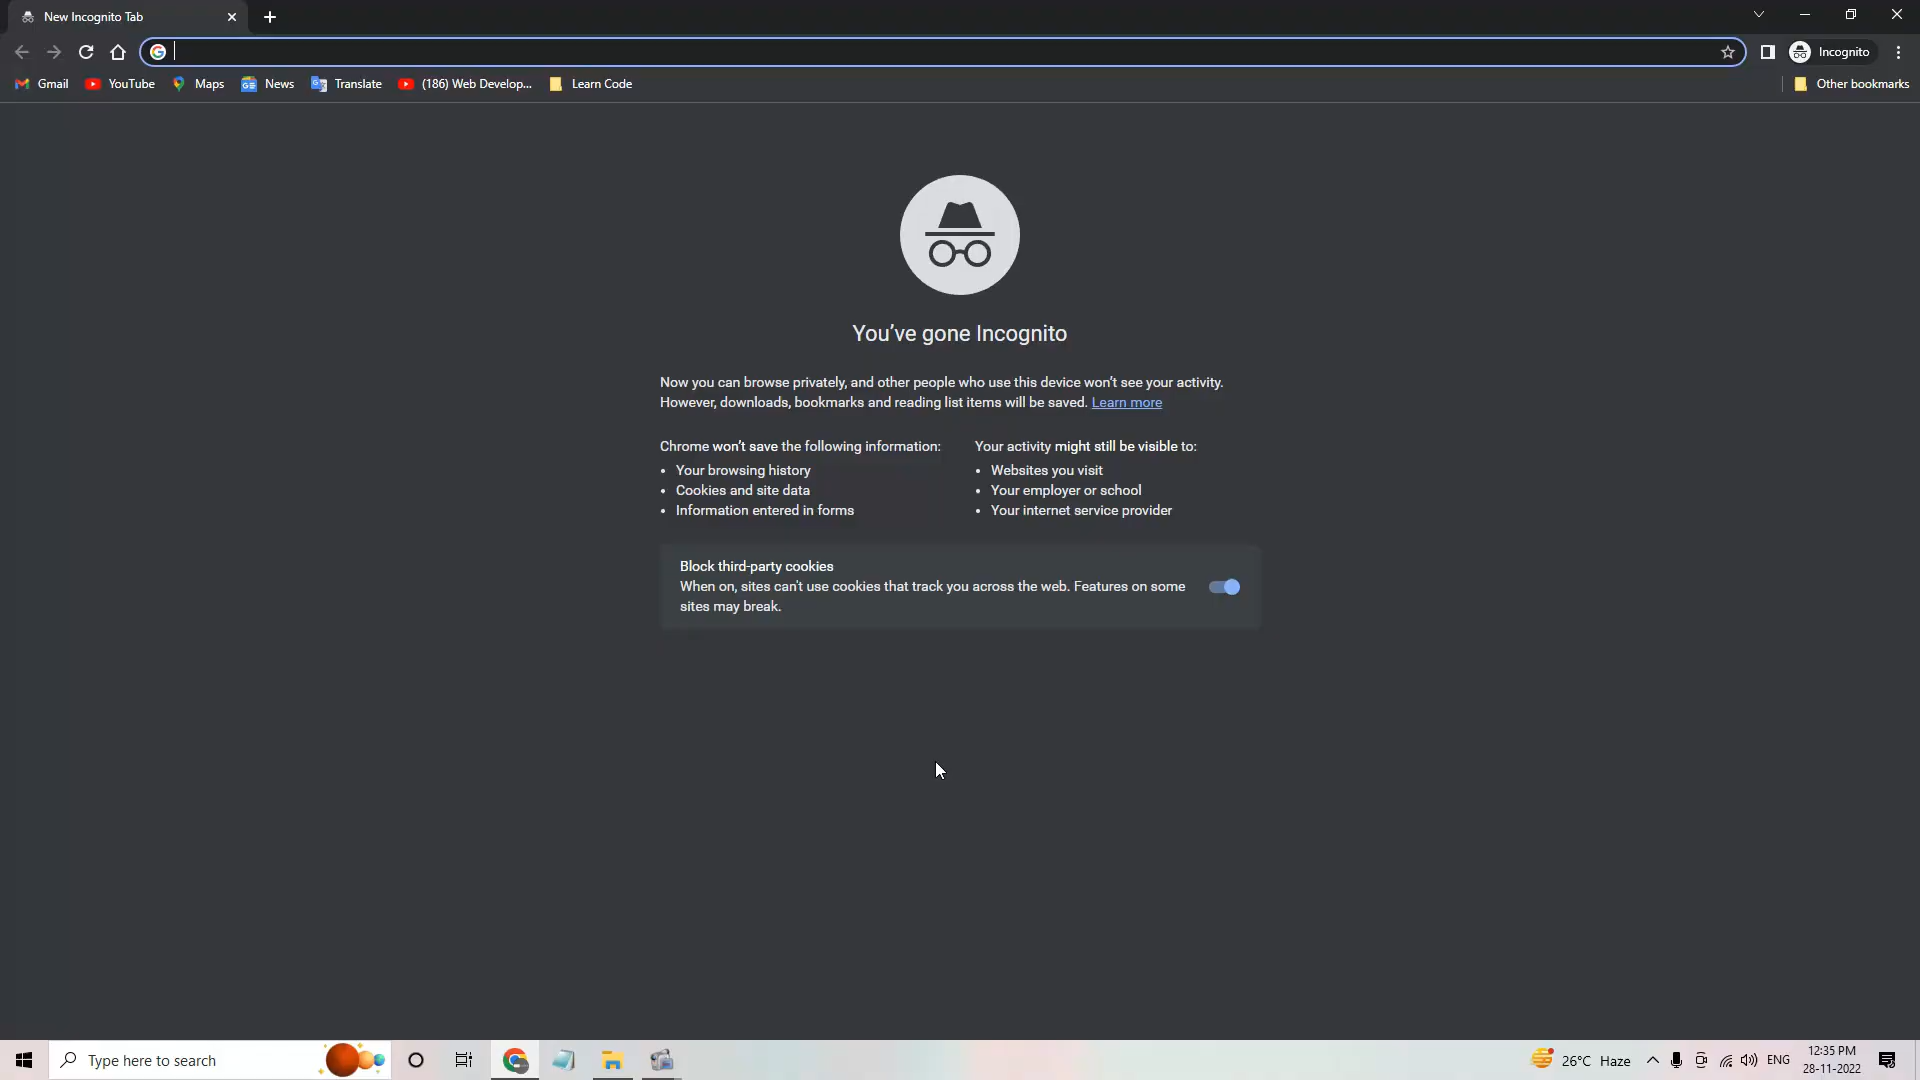 New Incognito Tab
Incognito
Gmail
YouTube
Maps
News
Translate
(186) Web Develop...
Learn Code
Other bookmarks
You've gone Incognito
Now you can browse privately, and other people who use this device won't see your activity.
However, downloads, bookmarks and reading list items will be saved. Learn more
Chrome won't save the following information:
Your browsing history
Cookies and site data
Information entered in forms
Your activity might still be visible to:
Websites you visit
Your employer or school
Your internet service provider
Block third-party cookies
When on, sites can't use cookies that track you across the web. Features on some
sites may break.
Type here to search
26°C Haze
ENG
12:35 PM
28-11-2022